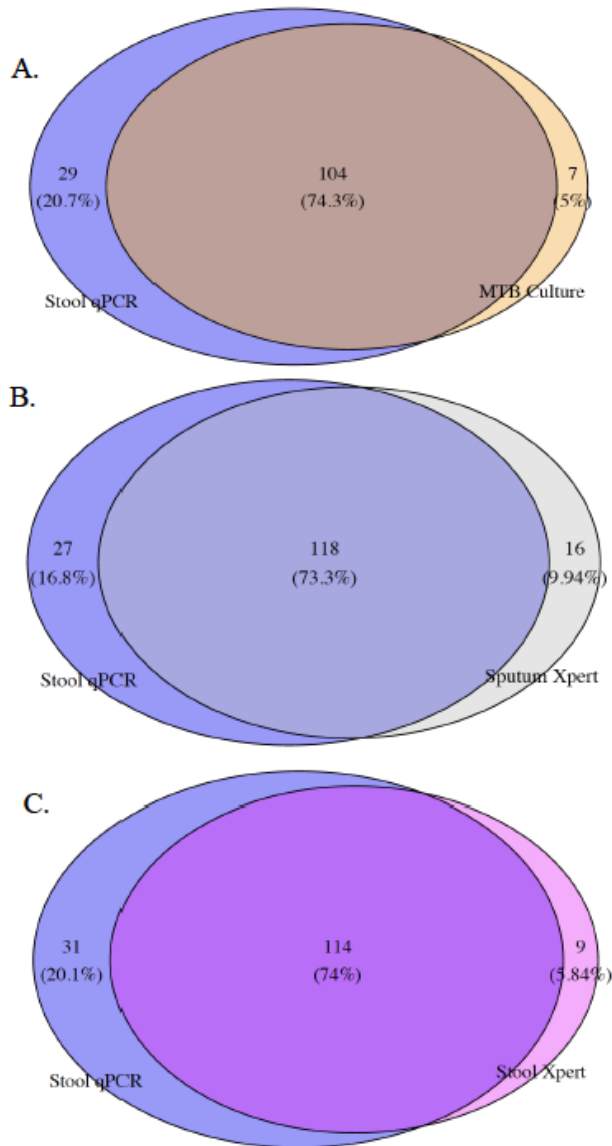 A.
29 104 7
(20.7%) (74.3%) (5%)
Stool qPCR MTB Culture
B.
27 118 16
(16.8%) (73.3%) (9.94%)
Stool qPCR Sputum Xpert
C.
31 114 9
(20.1%) (74%) (5.84%)
Stool qPCR Stool Xpert